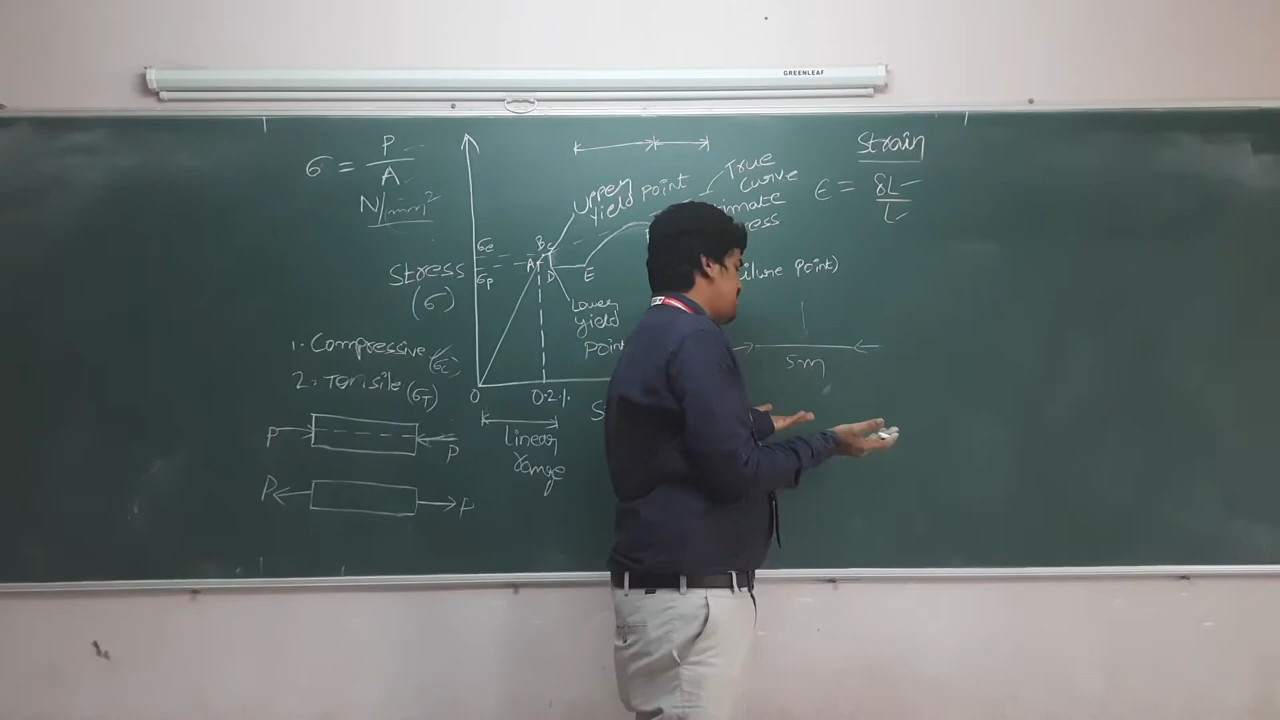 GREENLEAF
σ = P
A
N/mm²
Stress
(σ)
1. Compressive (σc)
2. Tensile (σT)
P
P
P
P
σe
σp
A
B
C
D
E
O
0.2%
Linear
range
Upper
yield Point
Lower
yield
Point
True
Curve
Strain
ϵ = δL
L
5m